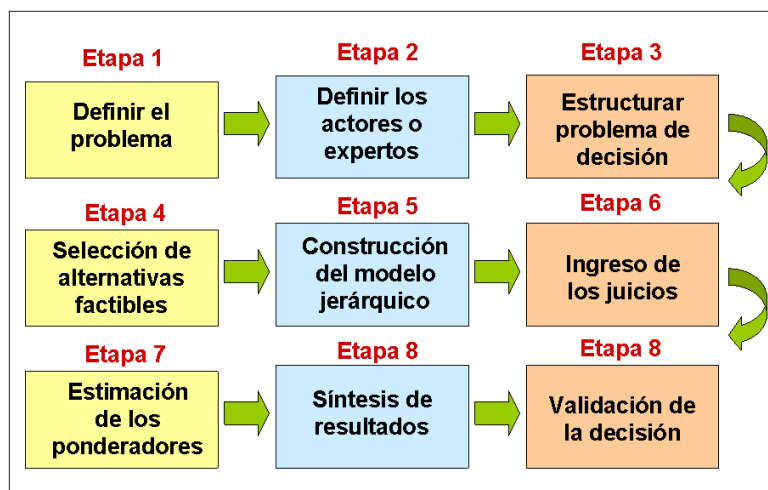 Etapa 1
Etapa 2
Etapa 3
Definir el
problema
Definir los
actores o
expertos
Estructurar
problema de
decisión
Etapa 4
Etapa 5
Etapa 6
Selección de
alternativas
factibles
Construcción
del modelo
jerárquico
Ingreso de
los juicios
Etapa 7
Etapa 8
Etapa 8
Estimación
de los
ponderadores
Síntesis de
resultados
Validación de
la decisión